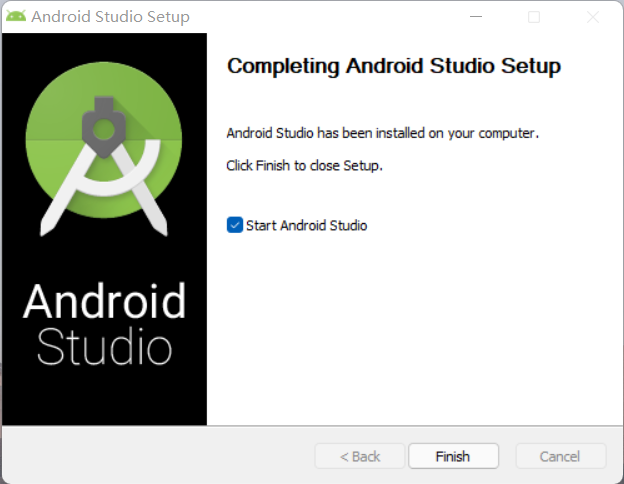 Android Studio Setup
Completing Android Studio Setup
Android Studio has been installed on your computer.
Click Finish to close Setup.
Start Android Studio
Android
Studio
< Back
Finish
Cancel